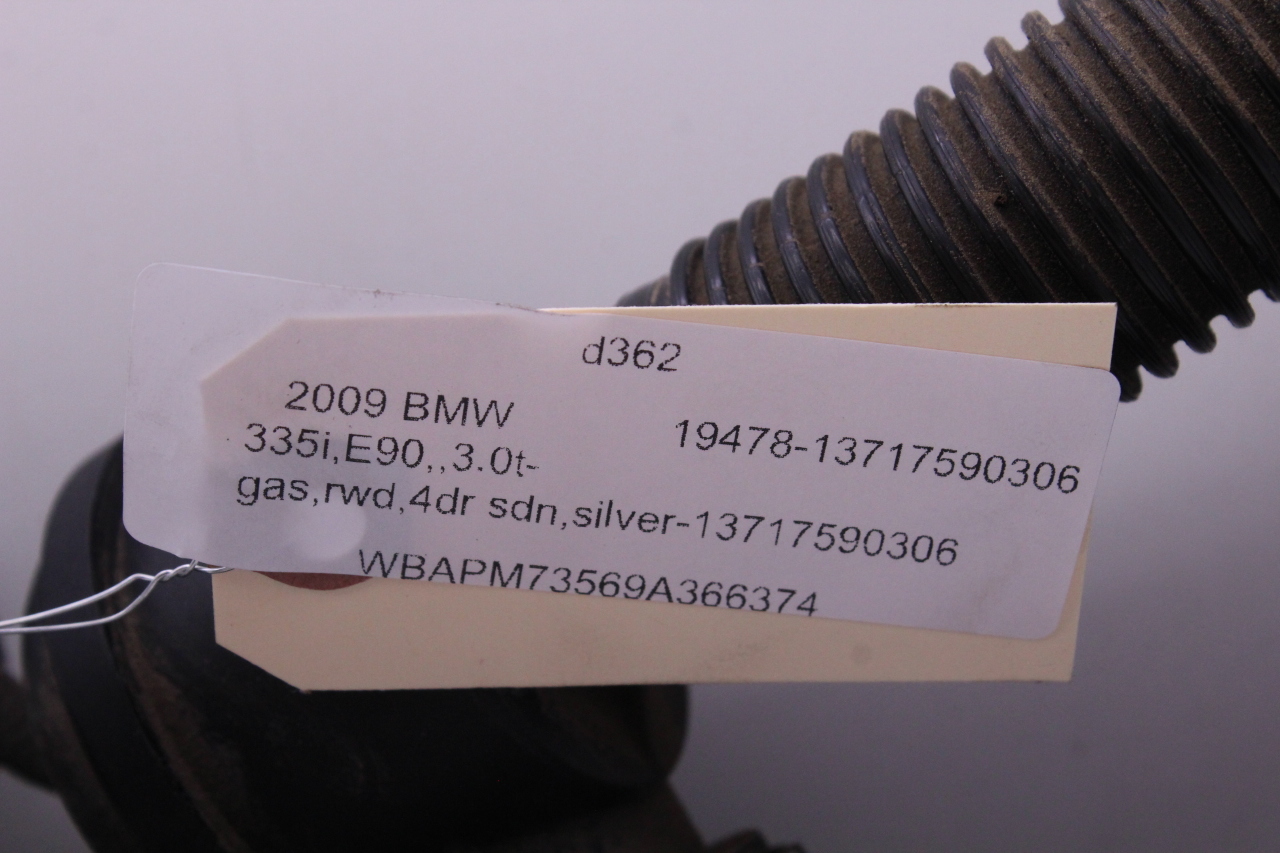 d362
2009 BMW
19478-13717590306
335i,E90,,3.0t-
gas,rwd,4dr sdn,silver-13717590306
WBAPM73569A366374